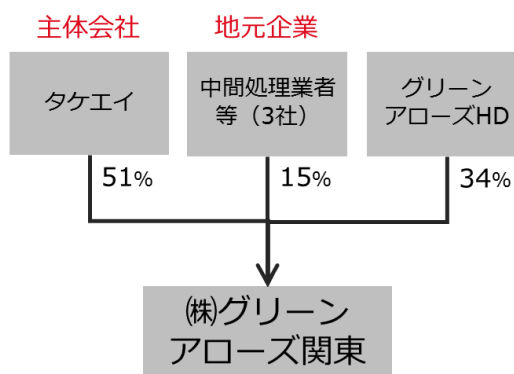 主体会社
地元企業
タケエイ
中間処理業者
等（3社）
グリーン
アローズHD
51%
15%
34%
㈱グリーン
アローズ関東